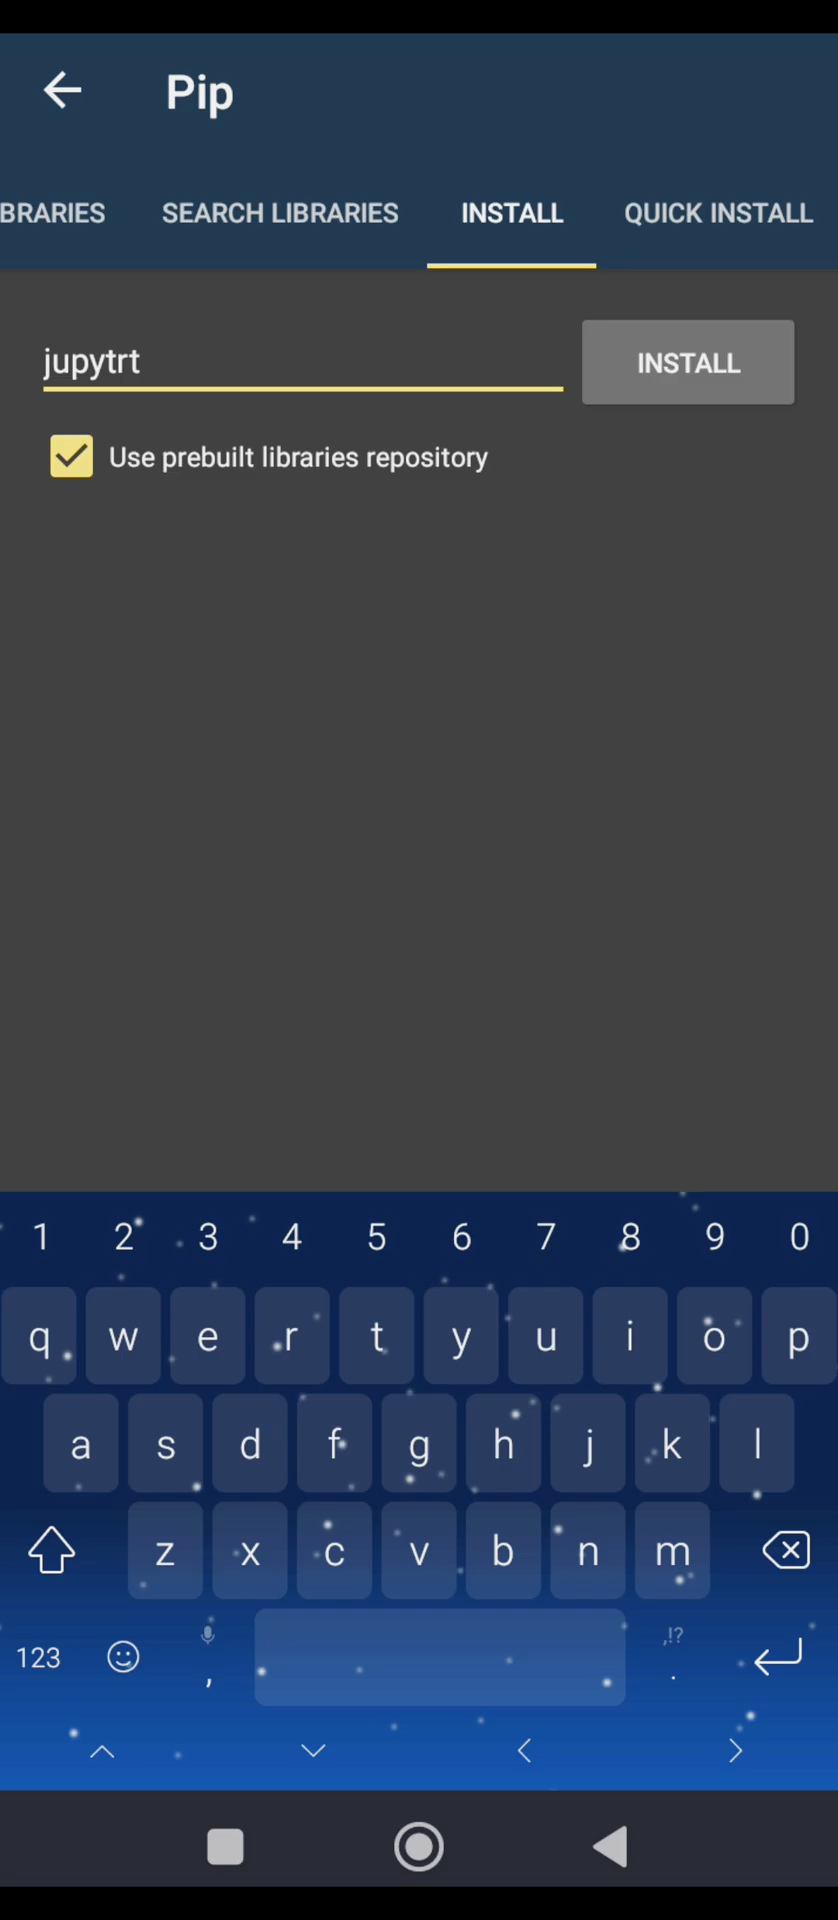 Pip
BRARIES SEARCH LIBRARIES INSTALL QUICK INSTALL
jupytrt INSTALL
Use prebuilt libraries repository
1 2 3 4 5 6 7 8 9 0
q w e r t y u i o p
a s d f g h j k l
z x c v b n m
,!?
123 , .